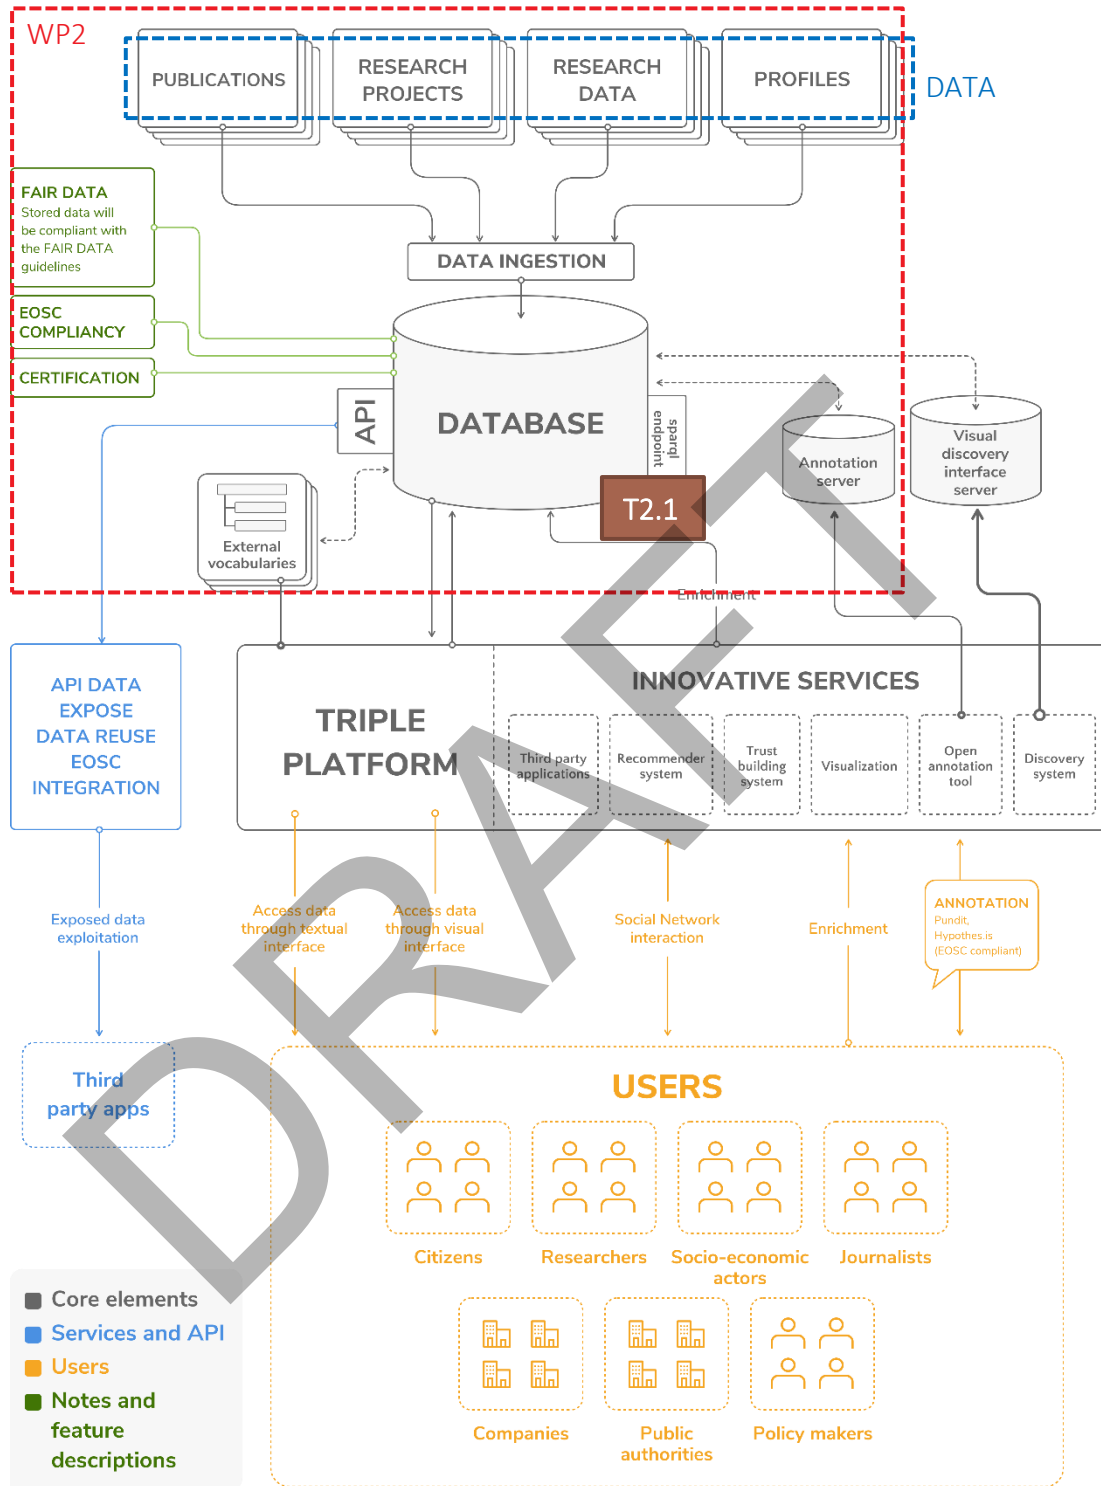 WP2
PUBLICATIONS
RESEARCH
PROJECTS
RESEARCH
DATA
PROFILES
DATA
FAIR DATA
Stored data will
be compliant with
the FAIR DATA
guidelines
DATA INGESTION
EOSC
COMPLIANCY
CERTIFICATION
API
DATABASE
sparql
endpoint
Annotation
server
Visual
discovery
interface
server
T2.1
External
vocabularies
Enrichment
API DATA
EXPOSE
DATA REUSE
EOSC
INTEGRATION
TRIPLE
PLATFORM
INNOVATIVE SERVICES
Third party
applications
Recommender
system
Trust
building
system
Visualization
Open
annotation
tool
Discovery
system
Exposed data
exploitation
Access data
through textual
interface
Access data
through visual
interface
Social Network
interaction
Enrichment
ANNOTATION
Pundit,
Hypothes.is
(EOSC compliant)
Third
party apps
USERS
Citizens
Researchers
Socio-economic
actors
Journalists
Companies
Public
authorities
Policy makers
Core elements
Services and API
Users
Notes and
feature
descriptions
DRAFT